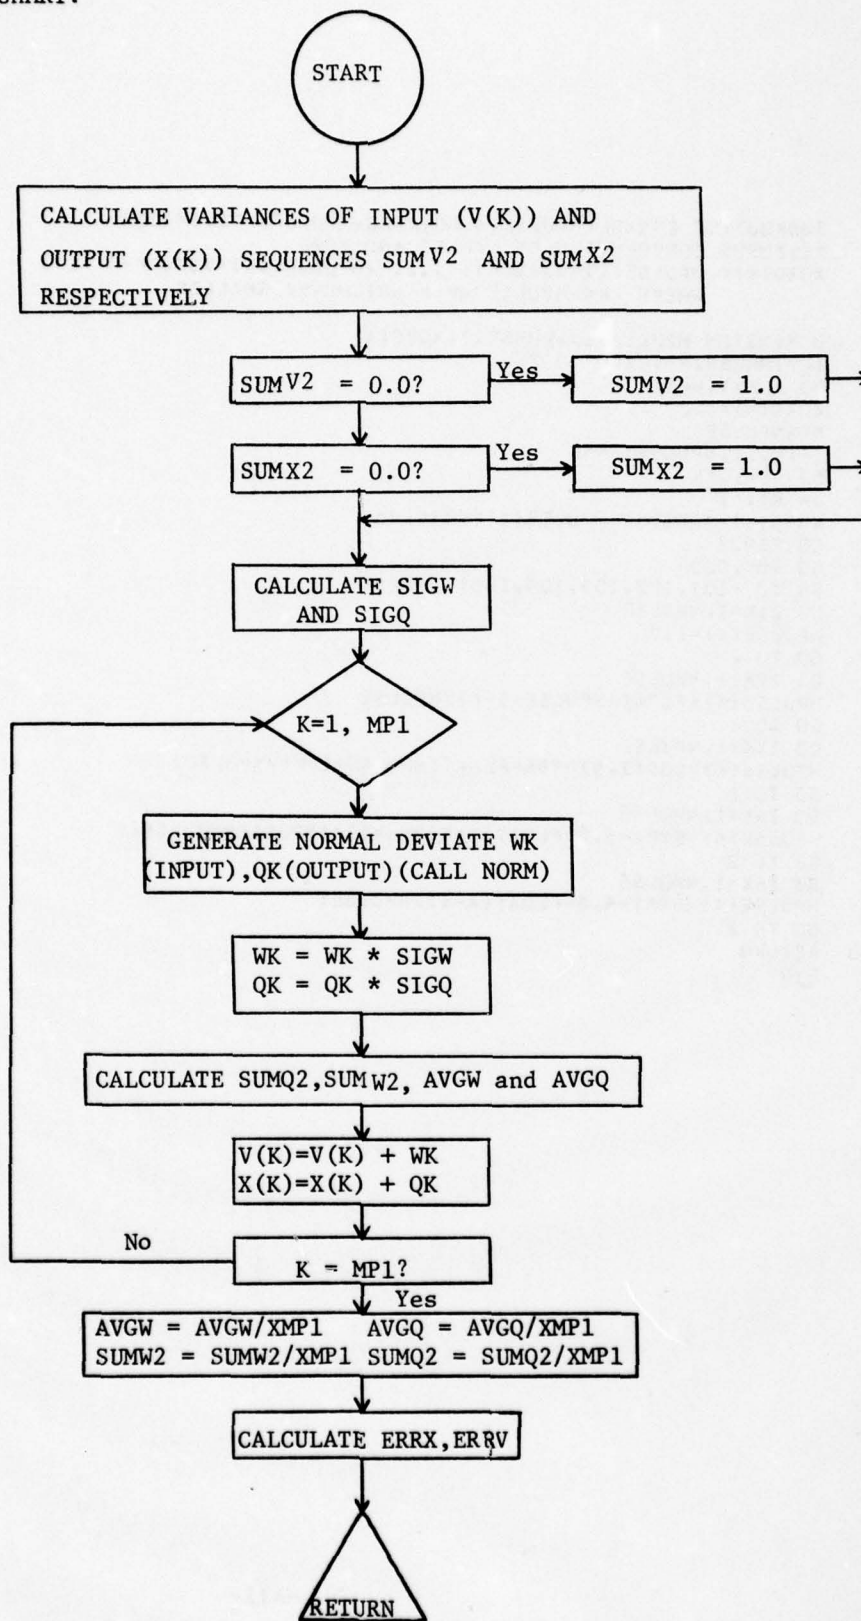 START
CALCULATE VARIANCES OF INPUT (V(K)) AND
OUTPUT (X(K)) SEQUENCES SUMV2 AND SUMX2
RESPECTIVELY
SUMV2 = 0.0?
Yes
SUMV2 = 1.0
SUMX2 = 0.0?
Yes
SUMX2 = 1.0
CALCULATE SIGW
AND SIGQ
K=1, MP1
GENERATE NORMAL DEVIATE WK
(INPUT),QK(OUTPUT)(CALL NORM)
WK = WK * SIGW
QK = QK * SIGQ
CALCULATE SUMQ2,SUMW2, AVGW and AVGQ
V(K)=V(K) + WK
X(K)=X(K) + QK
No
K = MP1?
Yes
AVGW = AVGW/XMP1 AVGQ = AVGQ/XMP1
SUMW2 = SUMW2/XMP1 SUMQ2 = SUMQ2/XMP1
CALCULATE ERRX,ERRV
RETURN